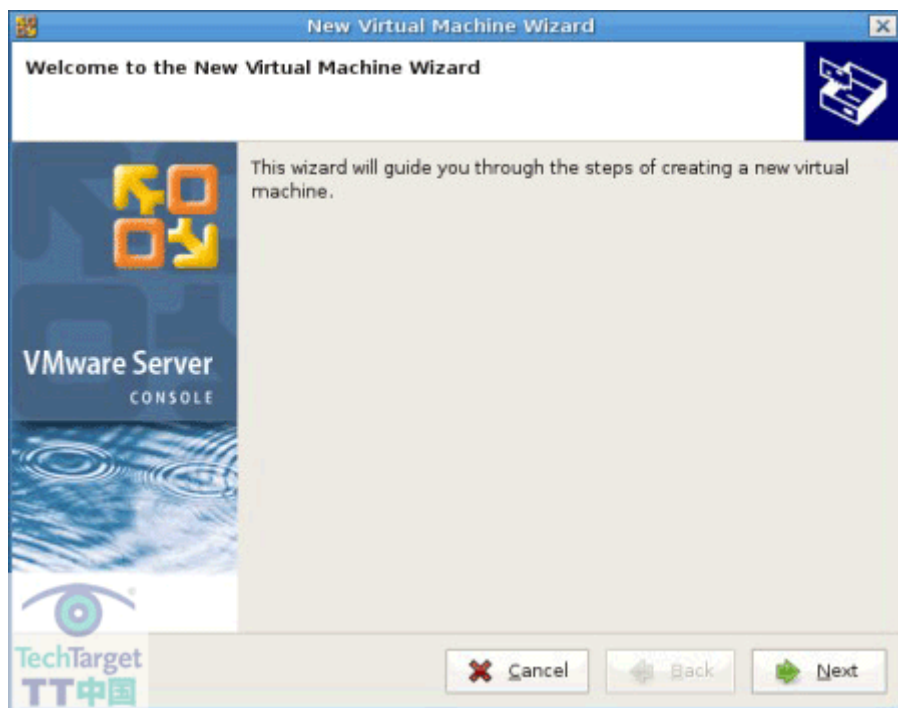 New Virtual Machine Wizard
Welcome to the New Virtual Machine Wizard
This wizard will guide you through the steps of creating a new virtual
machine.
VMware Server
CONSOLE
TechTarget
TT中国
Cancel
Back
Next